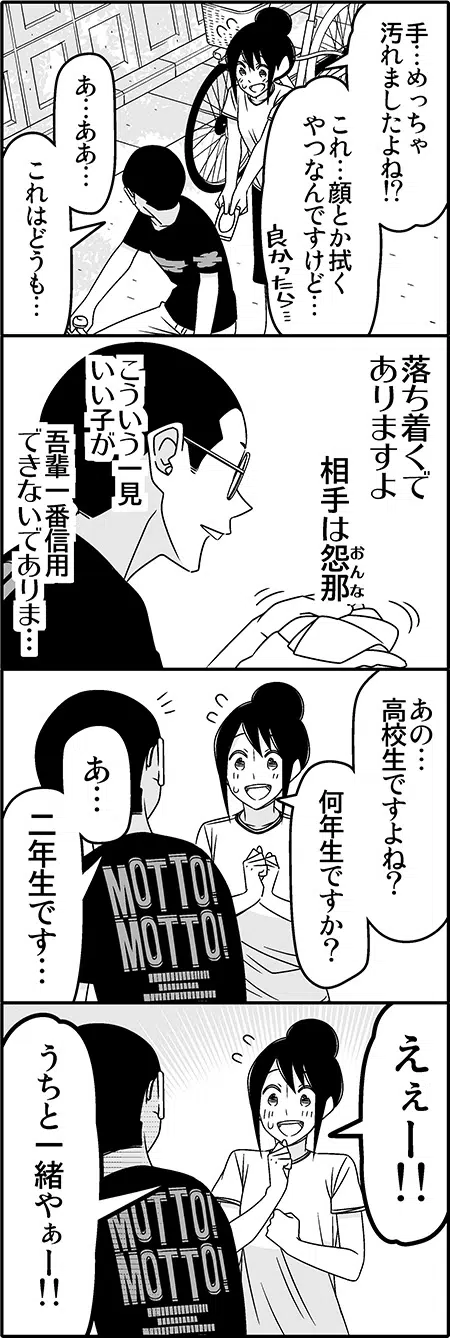 手…めっちゃ
汚れましたよね!?
これ…顔とか拭く
やつなんですけど…
良かったら…
あ…ああ…
これはどうも…
落ち着くで
ありますよ
相手は怨那
おんな
こういう一見
いい子が
吾輩一番信用
できないでありま…
あの…
高校生ですよね?
何年生ですか?
あ…
二年生です…
MOTTO!
MOTTO!
えぇー!!
うちと一緒やぁー!!
MUTTO!
MOTTO!